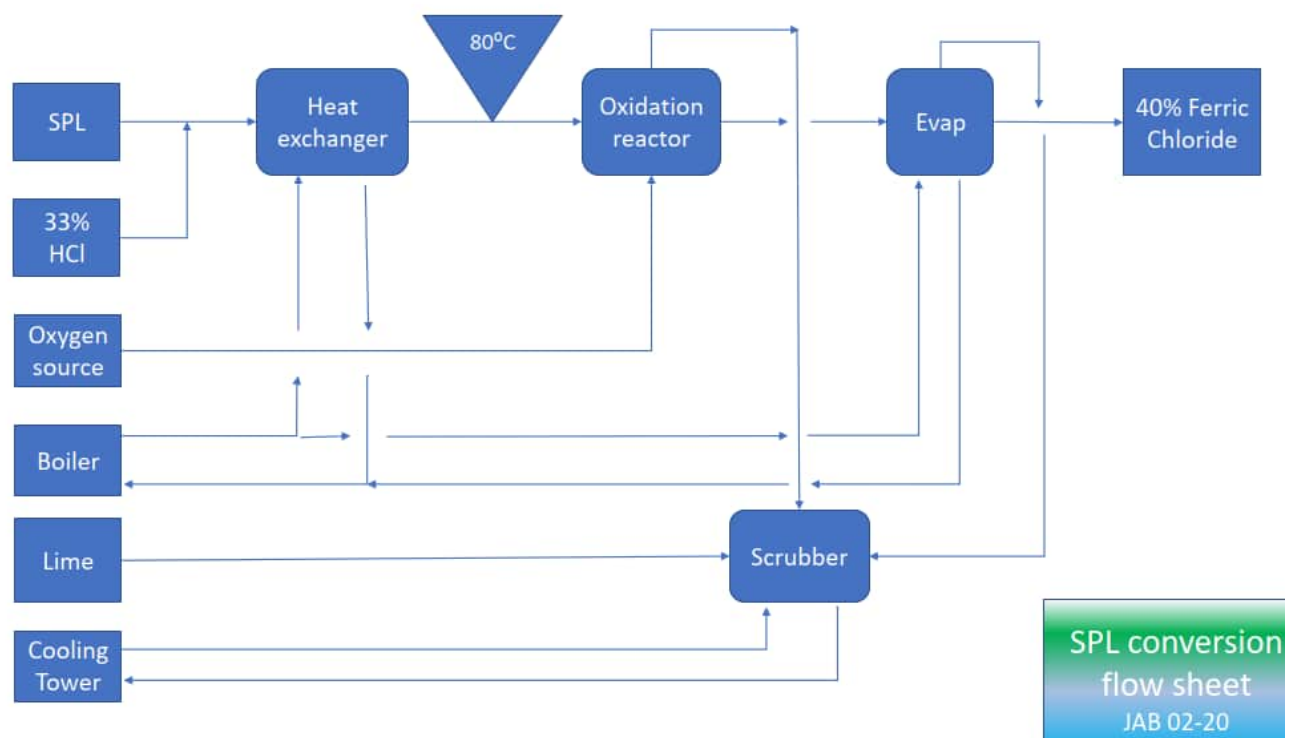 80⁰C
SPL
Heat
exchanger
Oxidation
reactor
Evap
40% Ferric
Chloride
33%
HCl
Oxygen
source
Boiler
Lime
Scrubber
Cooling
Tower
SPL conversion
flow sheet
JAB 02-20